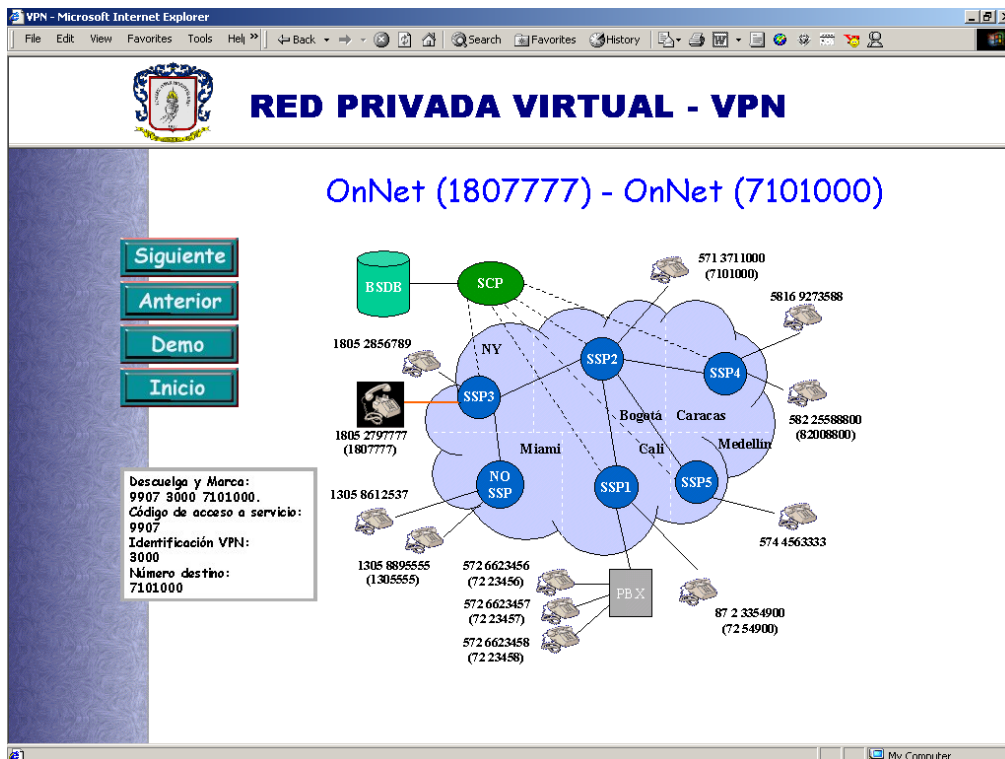 VPN - Microsoft Internet Explorer
File Edit View Favorites Tools Help » Back Search Favorites History
RED PRIVADA VIRTUAL - VPN
OnNet (1807777) - OnNet (7101000)
Siguiente
Anterior
Demo
Inicio
BSDB
SCP
571 3711000
(7101000)
5816 9273588
1805 2856789
NY
SSP2
SSP4
SSP3
Bogotá
Caracas
582 25588800
(82008800)
1805 2797777
(1807777)
Miami
Cali
Medellín
NO
SSP
SSP1
SSP5
Descuelga y Marca:
9907 3000 7101000.
Código de acceso a servicio:
9907
Identificación VPN:
3000
Número destino:
7101000
1305 8612537
574 4563333
1305 8895555
(1305555)
572 6623456
(72 23456)
572 6623457
(72 23457)
572 6623458
(72 23458)
PBX
87 2 3354900
(72 54900)
My Computer